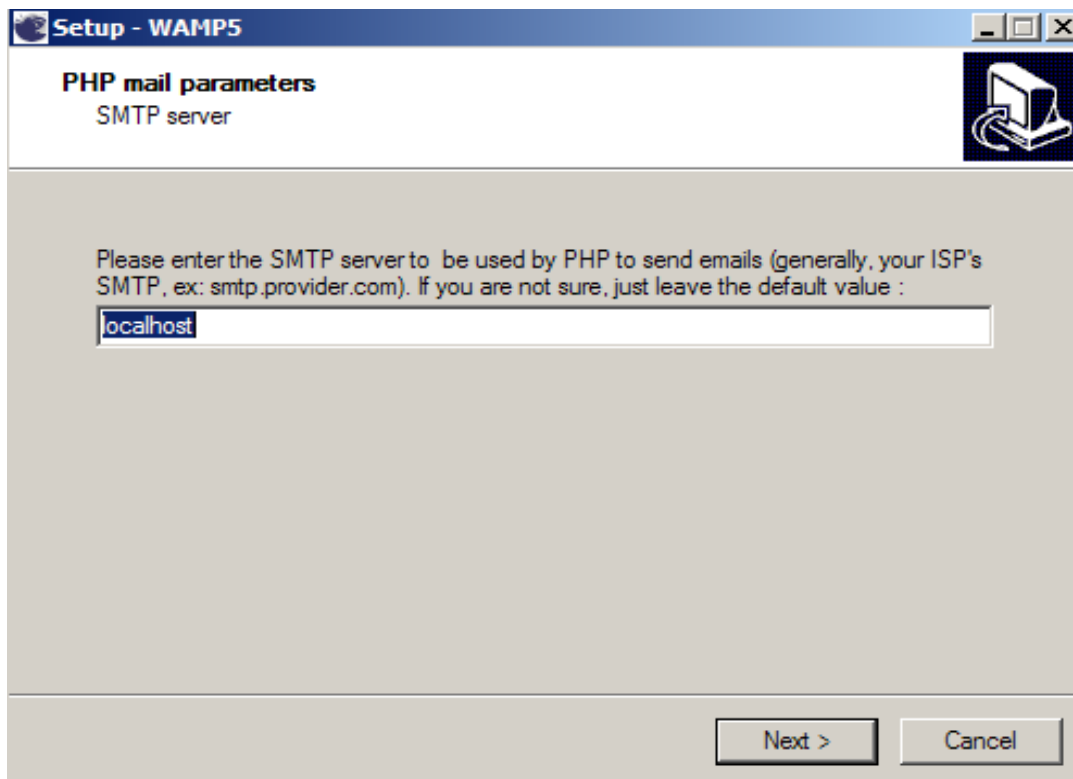 Setup - WAMP5
PHP mail parameters
SMTP server
Please enter the SMTP server to  be used by PHP to send emails (generally, your ISP's
SMTP, ex: smtp.provider.com). If you are not sure, just leave the default value :
localhost
Next >
Cancel